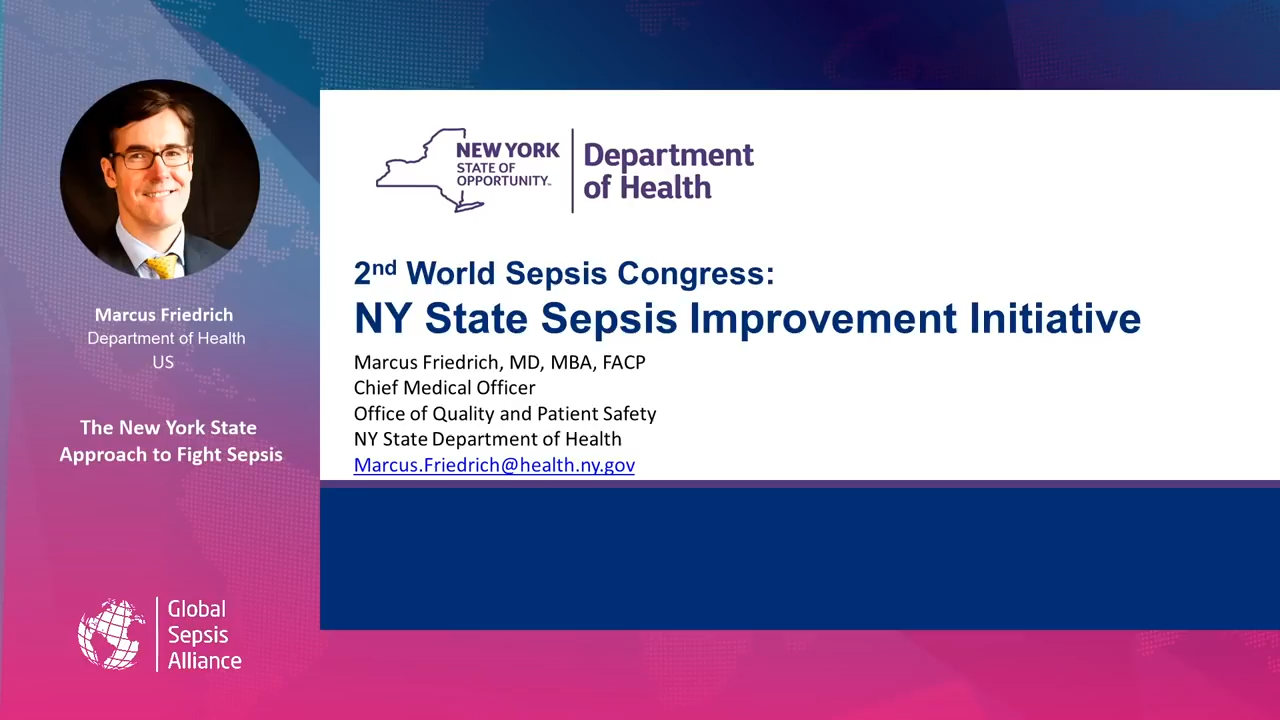 Marcus Friedrich
Department of Health
US
The New York State
Approach to Fight Sepsis
Global
Sepsis
Alliance
NEW YORK
STATE OF
OPPORTUNITY™
Department
of Health
2nd World Sepsis Congress:
NY State Sepsis Improvement Initiative
Marcus Friedrich, MD, MBA, FACP
Chief Medical Officer
Office of Quality and Patient Safety
NY State Department of Health
Marcus.Friedrich@health.ny.gov